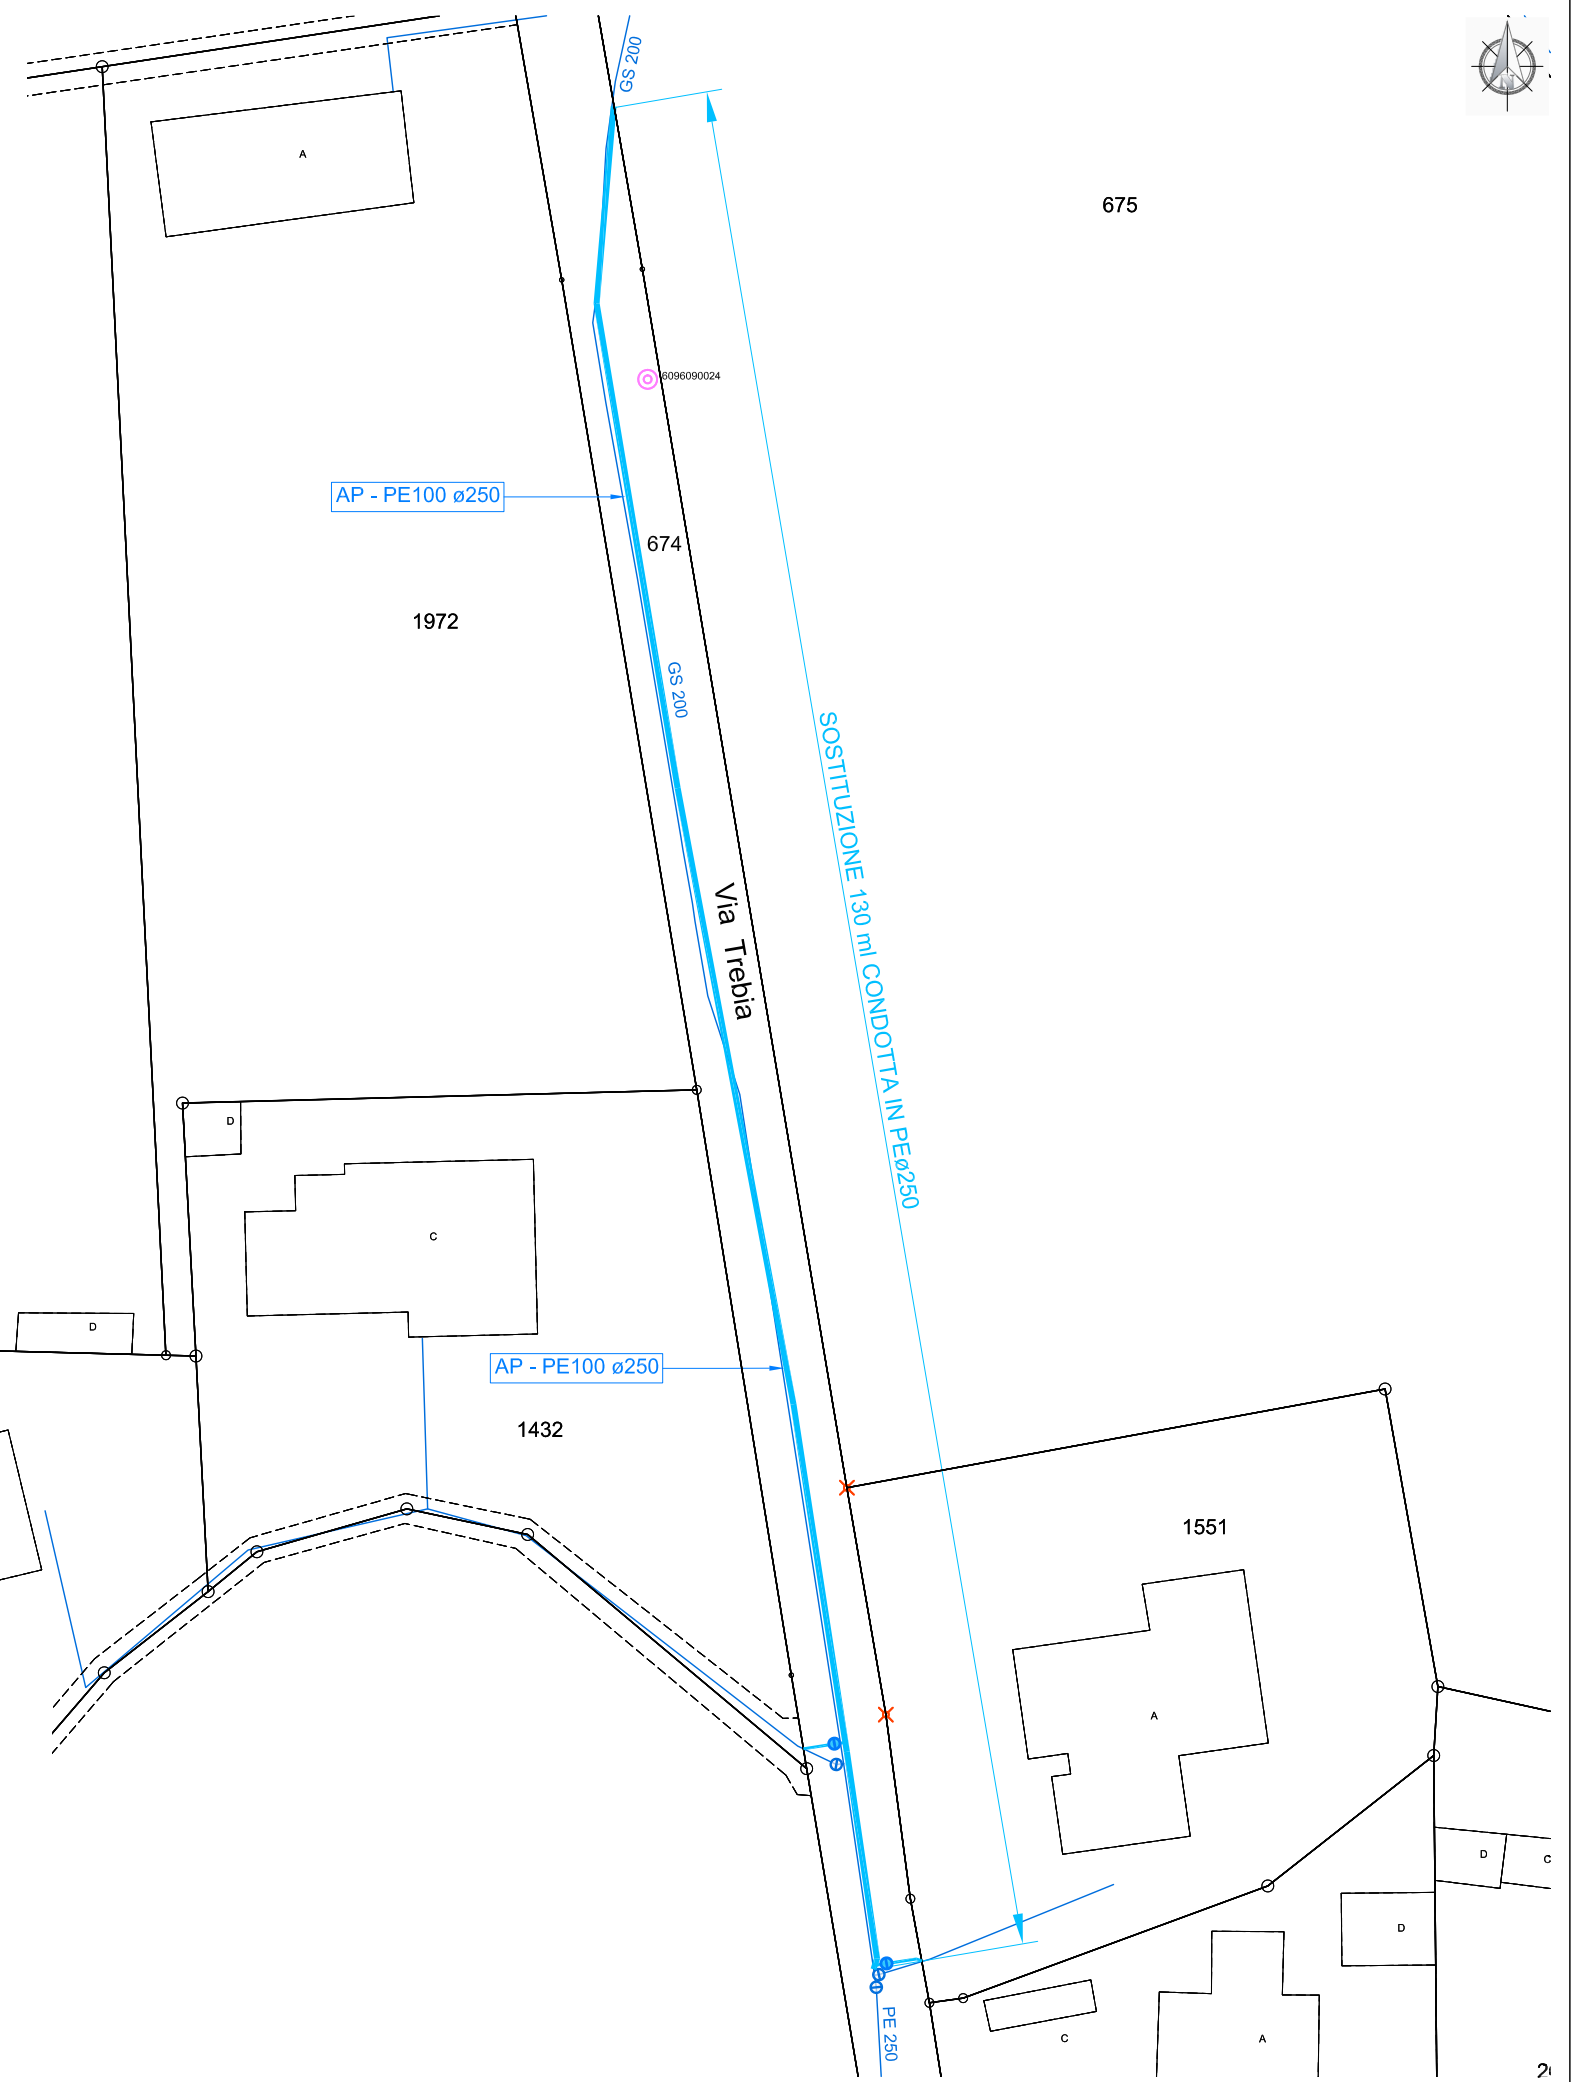 GS 200
N
A
675
6096090024
AP - PE100 ø250
674
1972
GS 200
SOSTITUZIONE 130 ml CONDOTTA IN PEø250
Via Trebia
D
C
D
AP - PE100 ø250
1432
1551
A
D
C
D
PE 250
C
A